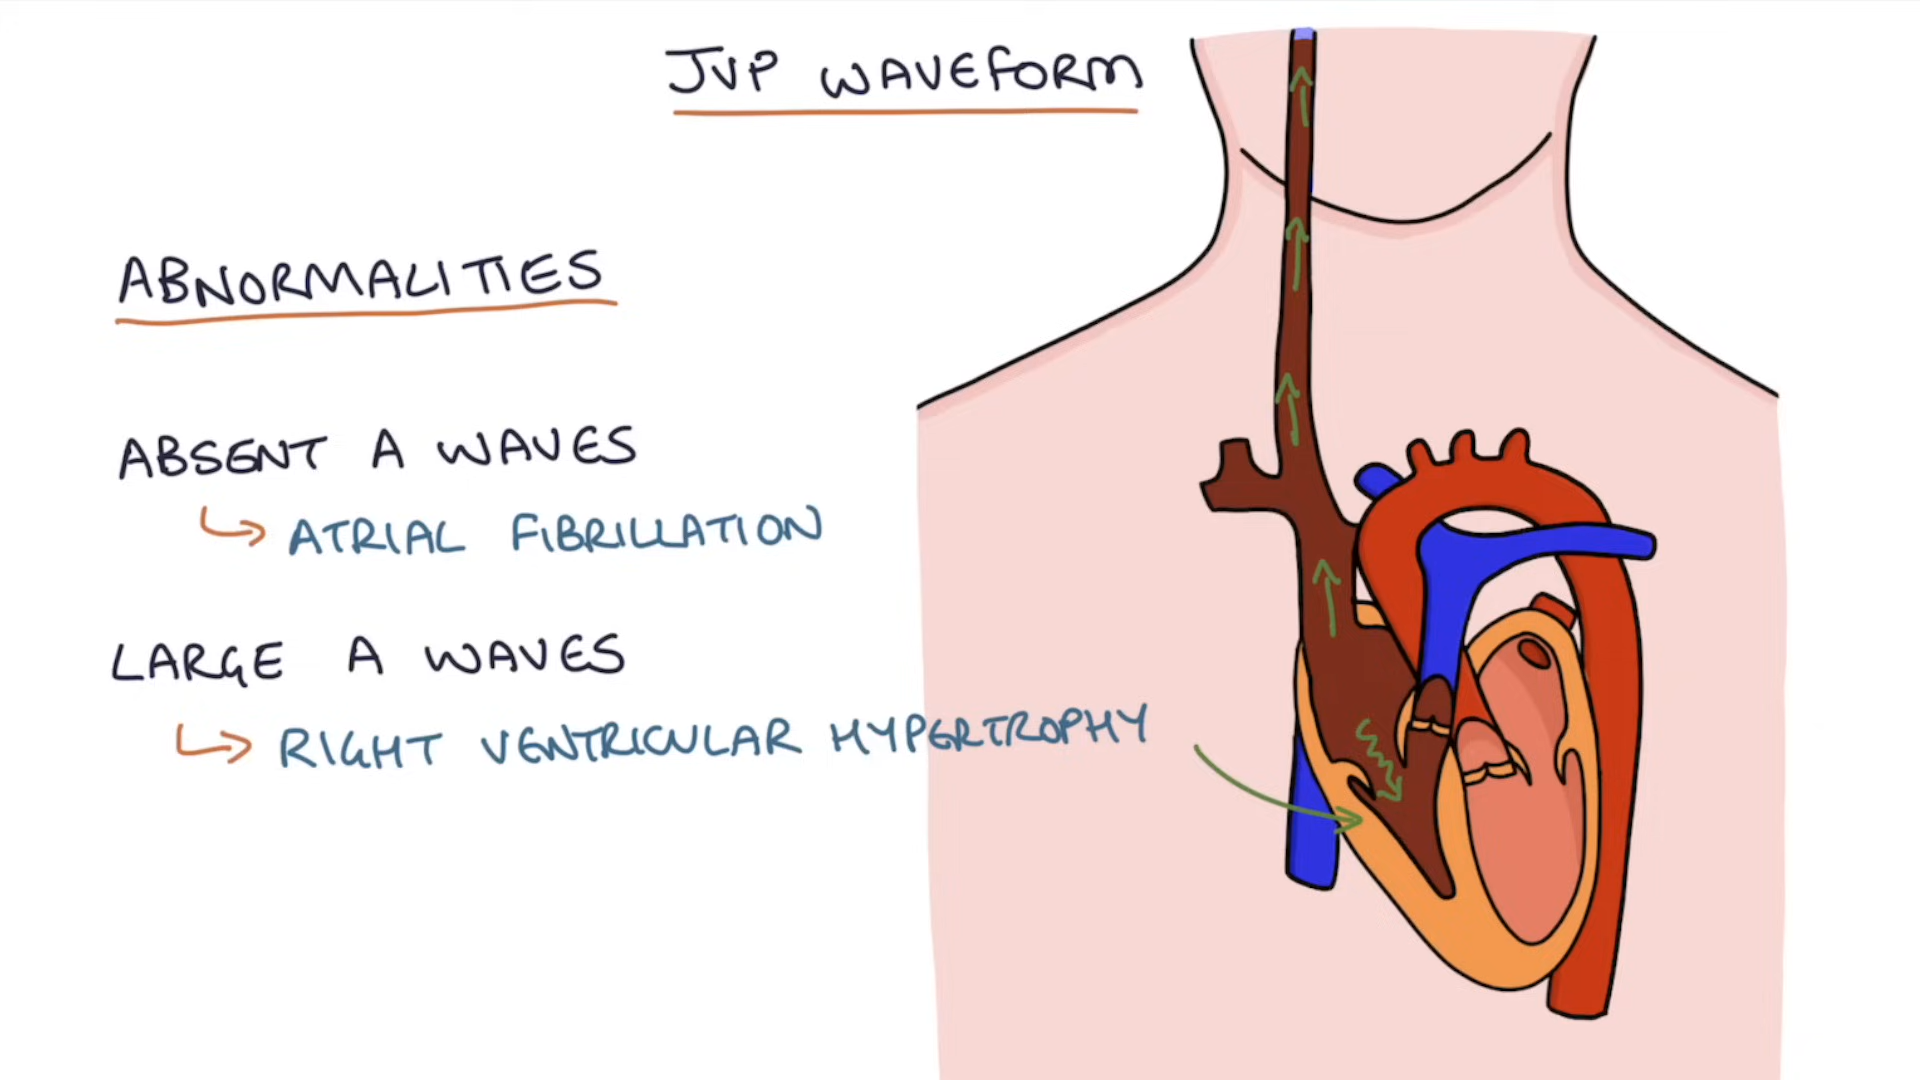 JVP WAVEFORM
ABNORMALITIES
ABSENT A WAVES
ATRIAL FIBRILLATION
LARGE A WAVES
RIGHT VENTRICULAR HYPERTROPHY